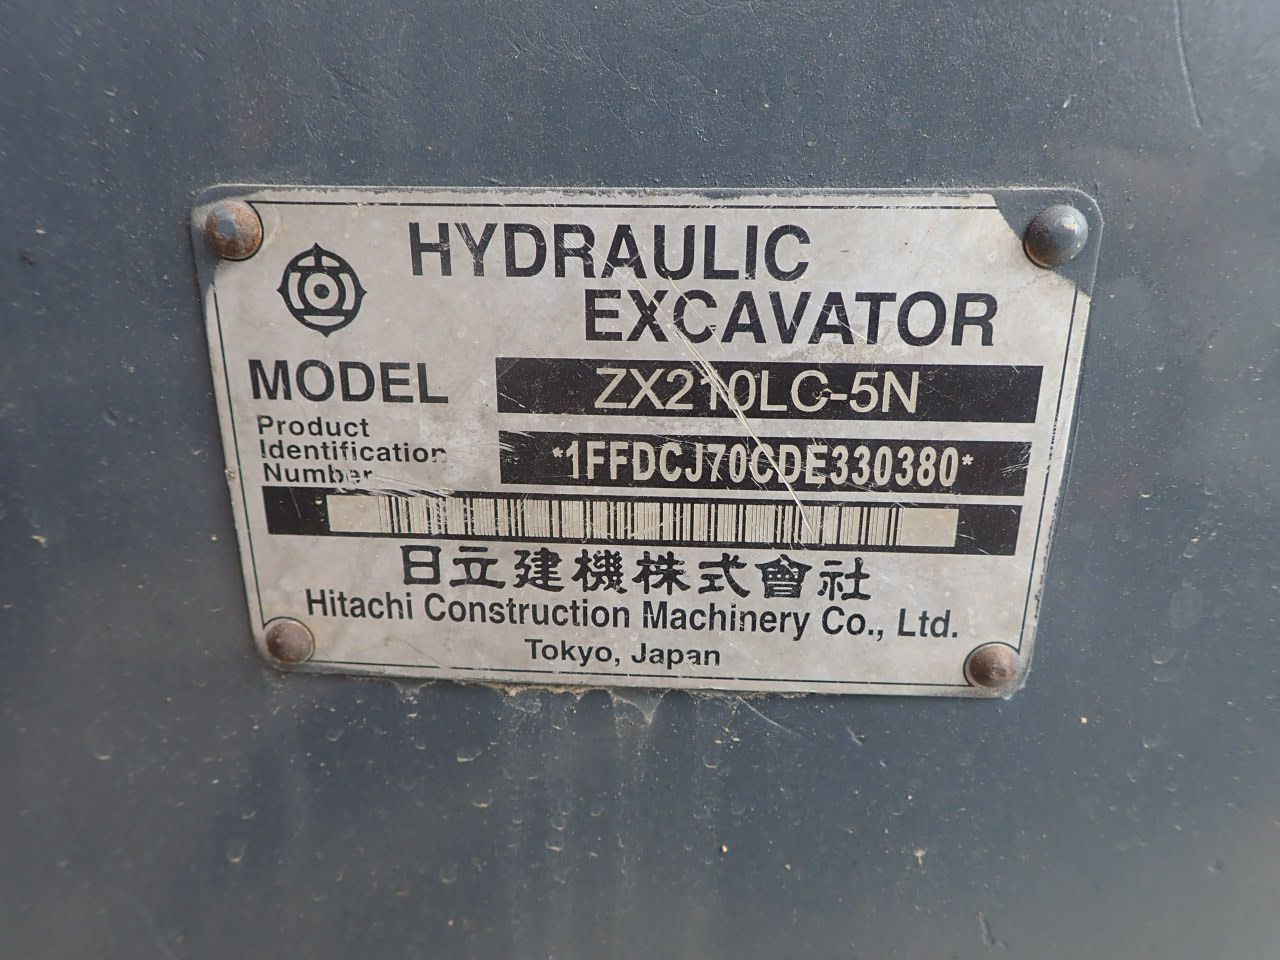 HYDRAULIC
EXCAVATOR
MODEL ZX210LC-5N
Product
Identification
Number
*1FFDCJ70CDE330380*
日立建機株式會社
Hitachi Construction Machinery Co., Ltd.
Tokyo, Japan